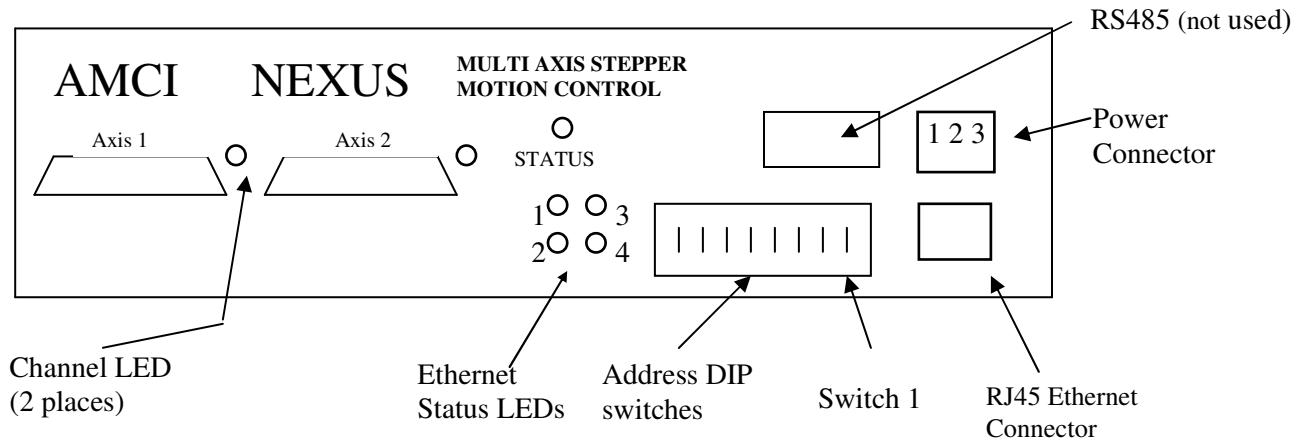 RS485 (not used)
AMCI NEXUS
MULTI AXIS STEPPER
MOTION CONTROL
Axis 1
Axis 2
STATUS
1 2 3
Power
Connector
1 3
2 4
Channel LED
(2 places)
Ethernet
Status LEDs
Address DIP
switches
Switch 1
RJ45 Ethernet
Connector